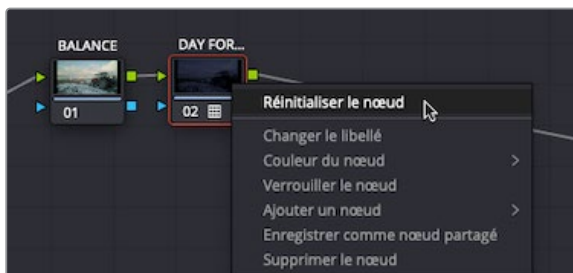 BALANCE
DAY FOR...
01
02
Réinitialiser le nœud
Changer le libellé
Couleur du nœud
Verrouiller le nœud
Ajouter un nœud
Enregistrer comme nœud partagé
Supprimer le nœud